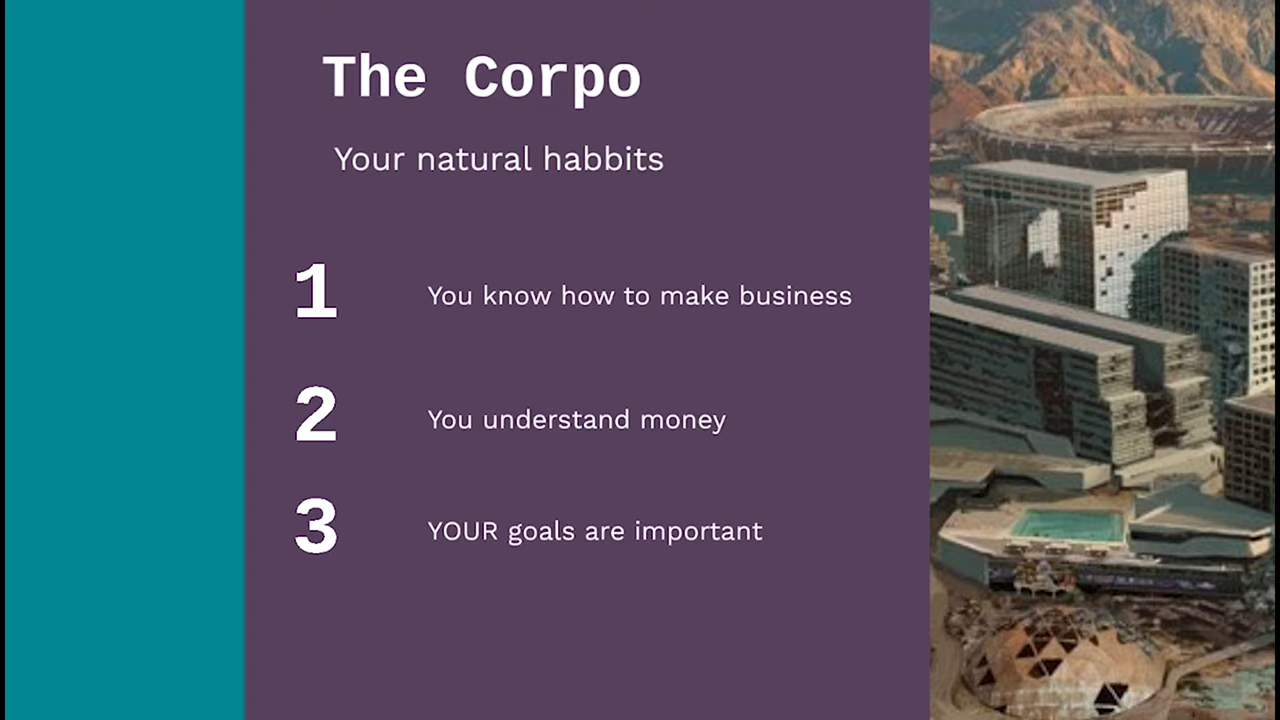 The Corpo
Your natural habbits
1 You know how to make business
2 You understand money
3 YOUR goals are important